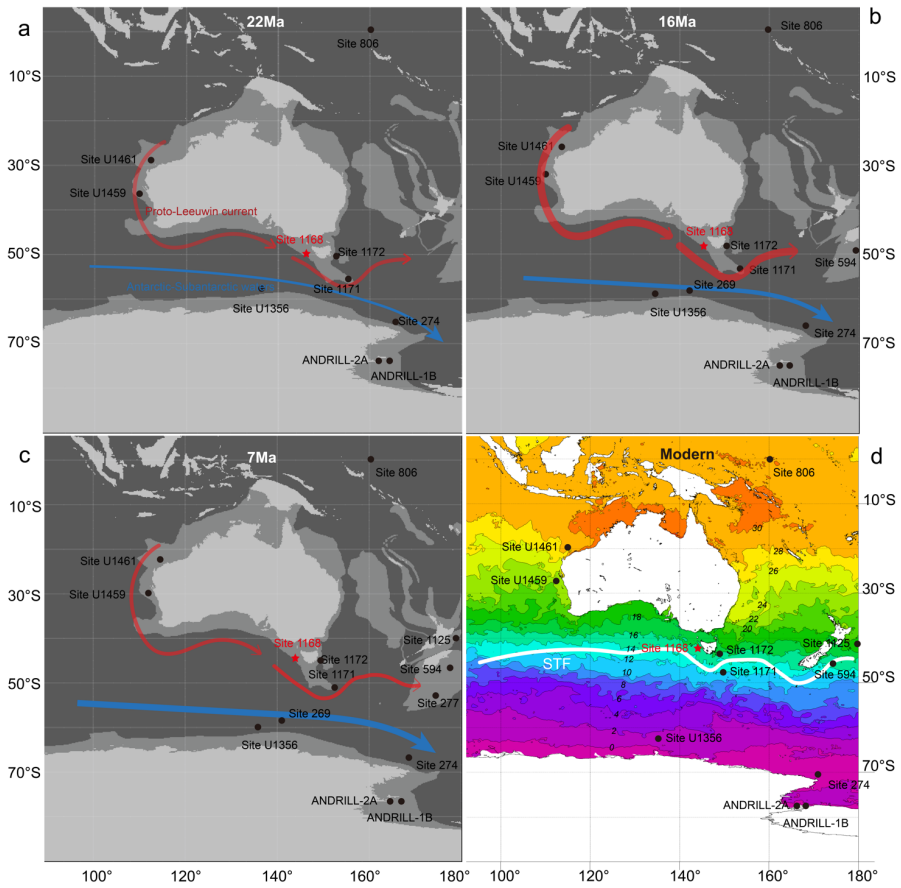 a
22Ma
Site 806
10°S
30°S
50°S
70°S
Site U1461
Site U1459
Proto-Leeuwin current
Site 1168
Site 1172
Site 1171
Site U1356
Site 274
ANDRILL-2A
ANDRILL-1B
b
16Ma
Site 806
10°S
30°S
50°S
70°S
Site U1461
Site U1459
Site 1168
Site 1172
Site 594
Site 1171
Site 269
Site U1356
Site 274
ANDRILL-2A
ANDRILL-1B
c
7Ma
Site 806
10°S
30°S
50°S
70°S
Site U1461
Site U1459
Site 1168
Site 1125
Site 1172
Site 594
Site 1171
Site 277
Site 269
Site U1356
Site 274
ANDRILL-2A
ANDRILL-1B
100°
120°
140°
160°
180°
d
Modern
Site 806
10°S
30°S
50°S
70°S
30
28
26
24
22
20
18
16
14
12
10
8
6
4
2
0
Site U1461
Site U1459
Site 1168
Site 1125
Site 1172
STF
Site 1171
Site 594
Site U1356
Site 274
ANDRILL-2A
ANDRILL-1B
100°
120°
140°
160°
180°